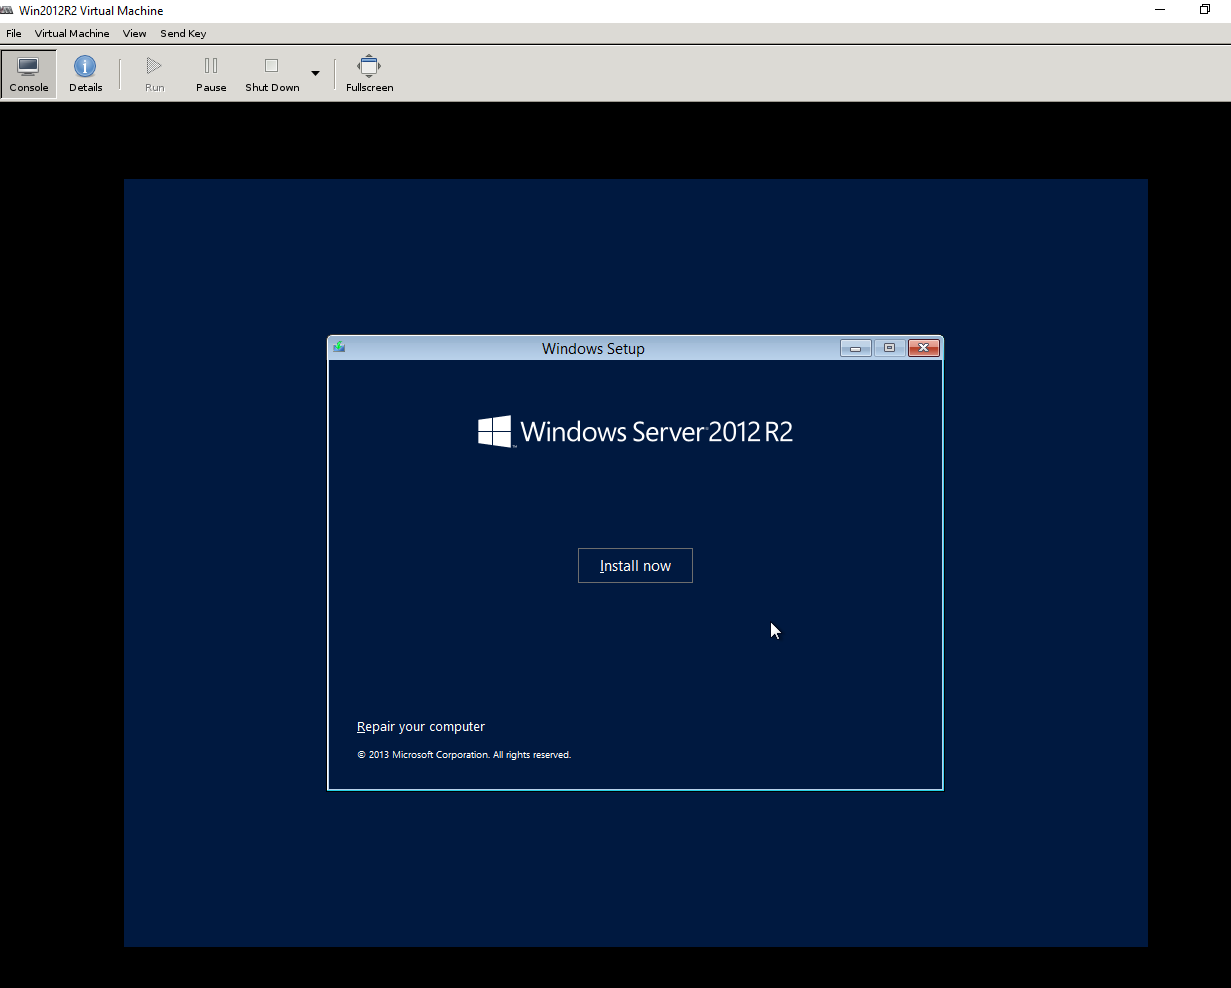 Win2012R2 Virtual Machine
File Virtual Machine View Send Key
Console Details Run Pause Shut Down Fullscreen
Windows Setup
Windows Server 2012 R2
Install now
Repair your computer
© 2013 Microsoft Corporation. All rights reserved.